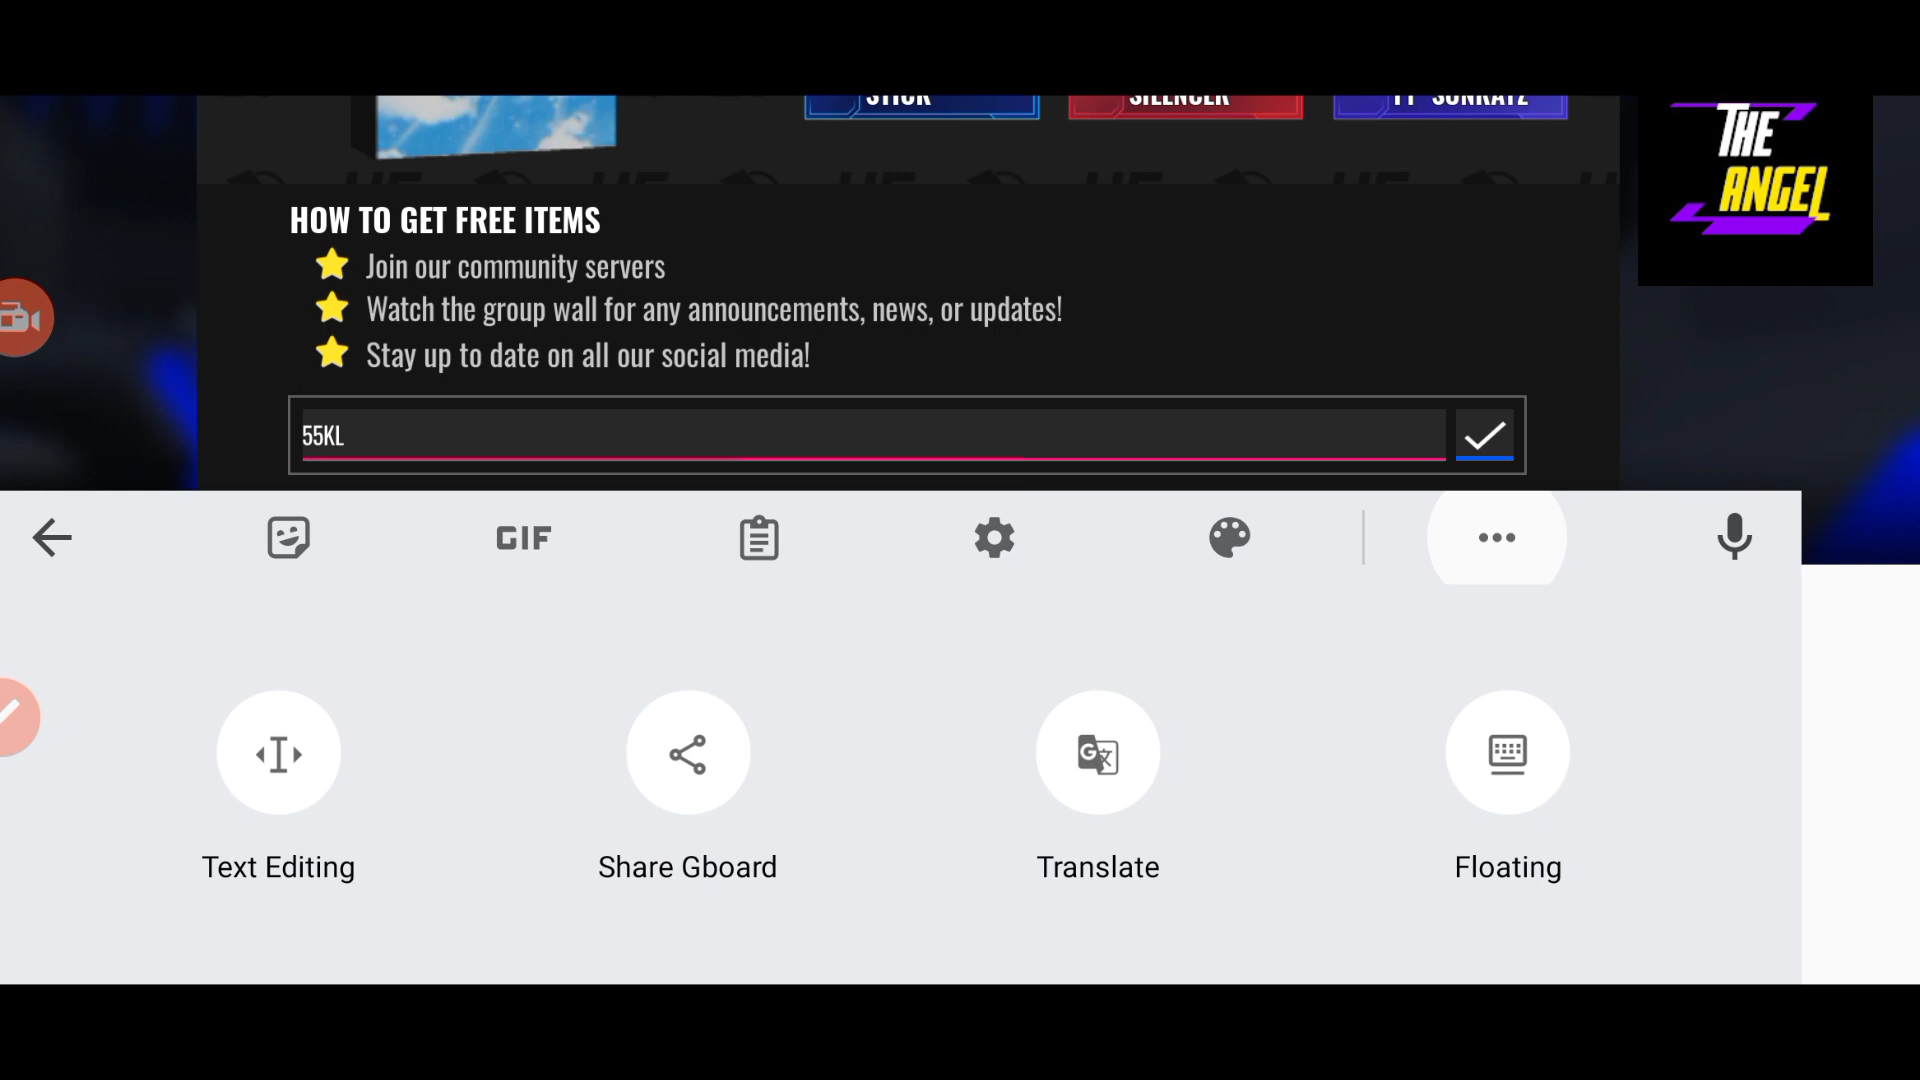 STICK
SILENCER
THE
ANGEL
HOW TO GET FREE ITEMS
Join our community servers
Watch the group wall for any announcements, news, or updates!
Stay up to date on all our social media!
55KL
GIF
Text Editing
Share Gboard
Translate
Floating